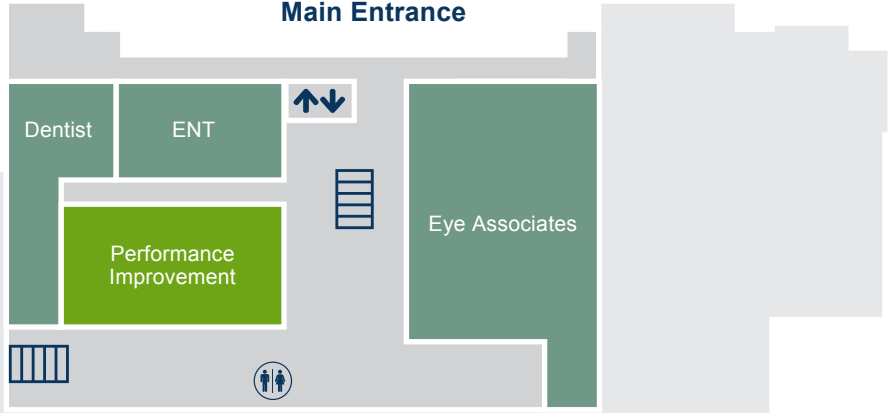 Main Entrance
Dentist
ENT
Eye Associates
Performance
Improvement